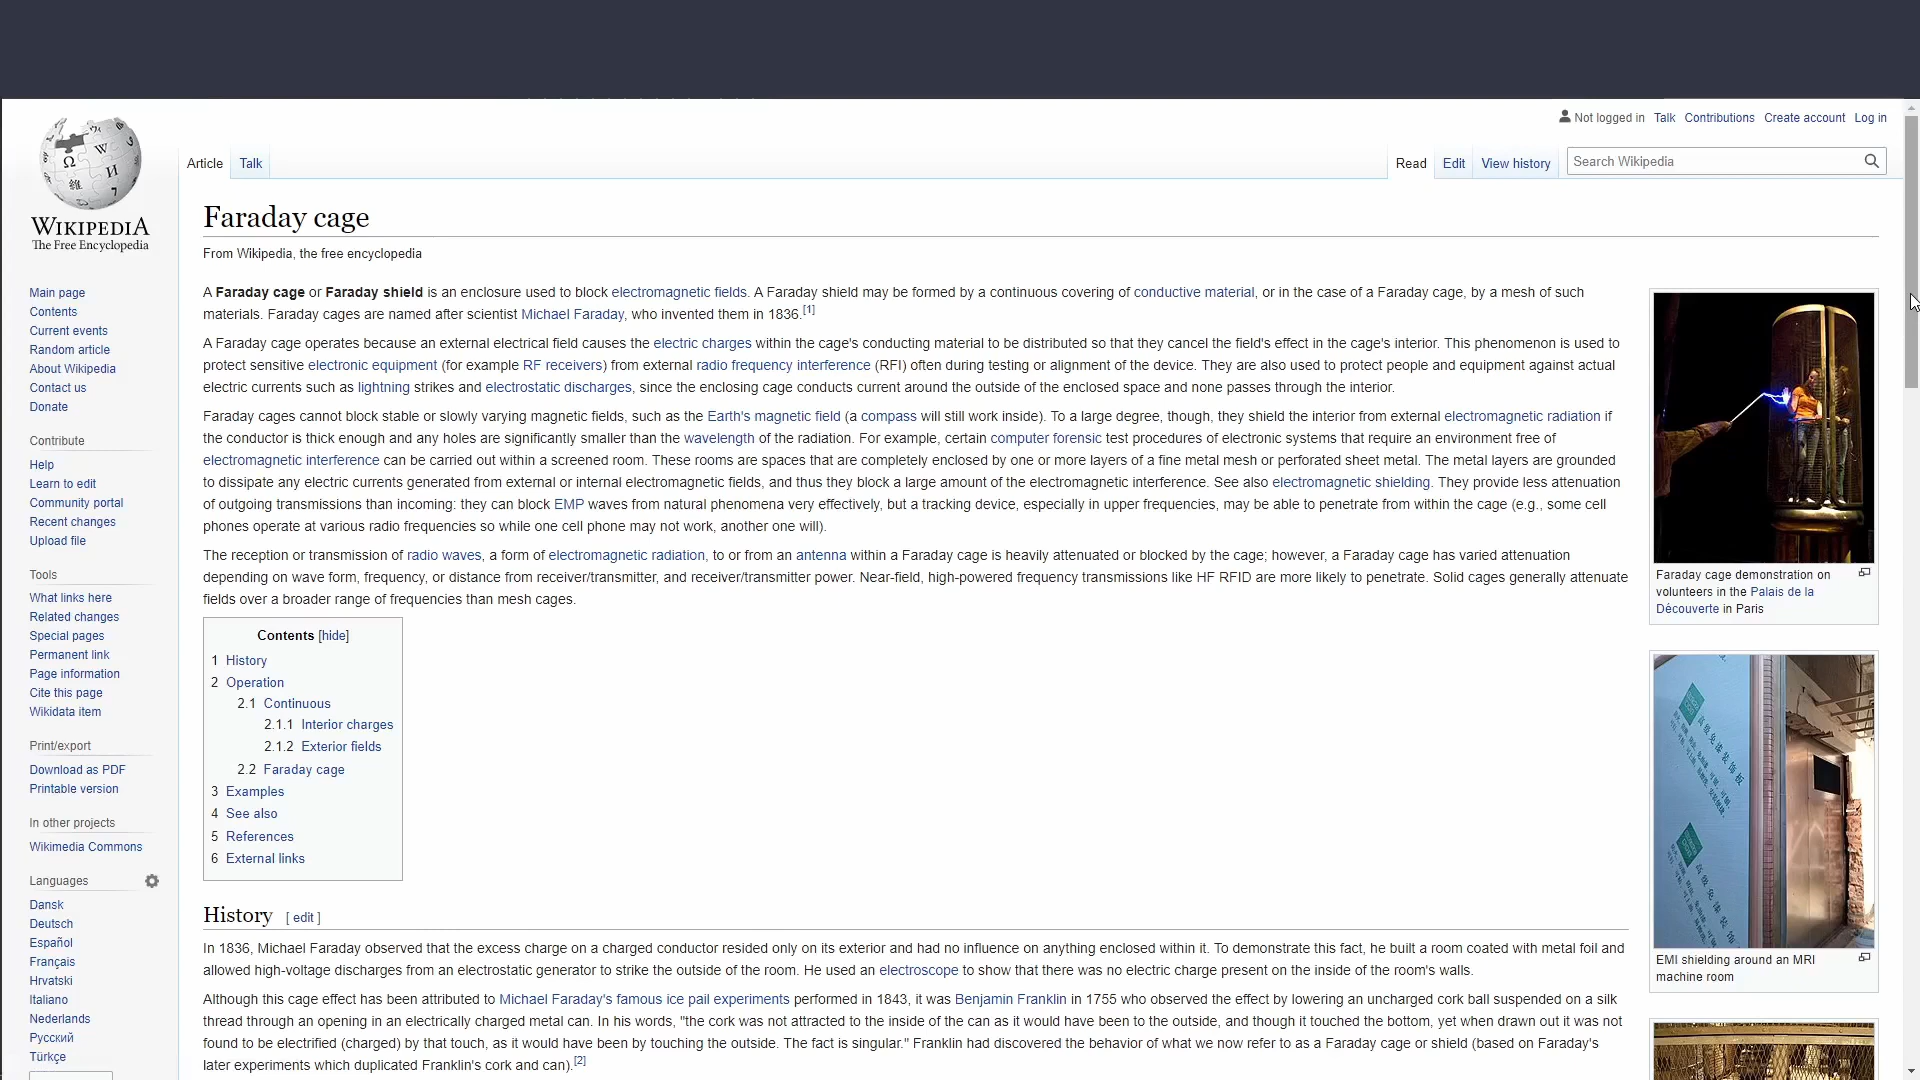 Not logged in Talk Contributions Create account Log in
Article Talk
Read Edit View history Search Wikipedia
WIKIPEDIA
The Free Encyclopedia
Main page
Contents
Current events
Random article
About Wikipedia
Contact us
Donate
Contribute
Help
Learn to edit
Community portal
Recent changes
Upload file
Tools
What links here
Related changes
Special pages
Permanent link
Page information
Cite this page
Wikidata item
Print/export
Download as PDF
Printable version
In other projects
Wikimedia Commons
Languages
Dansk
Deutsch
Español
Français
Hrvatski
Italiano
Nederlands
Русский
Türkçe
Faraday cage
From Wikipedia, the free encyclopedia
A Faraday cage or Faraday shield is an enclosure used to block electromagnetic fields. A Faraday shield may be formed by a continuous covering of conductive material, or in the case of a Faraday cage, by a mesh of such
materials. Faraday cages are named after scientist Michael Faraday, who invented them in 1836.[1]
A Faraday cage operates because an external electrical field causes the electric charges within the cage's conducting material to be distributed so that they cancel the field's effect in the cage's interior. This phenomenon is used to
protect sensitive electronic equipment (for example RF receivers) from external radio frequency interference (RFI) often during testing or alignment of the device. They are also used to protect people and equipment against actual
electric currents such as lightning strikes and electrostatic discharges, since the enclosing cage conducts current around the outside of the enclosed space and none passes through the interior.
Faraday cages cannot block stable or slowly varying magnetic fields, such as the Earth's magnetic field (a compass will still work inside). To a large degree, though, they shield the interior from external electromagnetic radiation if
the conductor is thick enough and any holes are significantly smaller than the wavelength of the radiation. For example, certain computer forensic test procedures of electronic systems that require an environment free of
electromagnetic interference can be carried out within a screened room. These rooms are spaces that are completely enclosed by one or more layers of a fine metal mesh or perforated sheet metal. The metal layers are grounded
to dissipate any electric currents generated from external or internal electromagnetic fields, and thus they block a large amount of the electromagnetic interference. See also electromagnetic shielding. They provide less attenuation
of outgoing transmissions than incoming: they can block EMP waves from natural phenomena very effectively, but a tracking device, especially in upper frequencies, may be able to penetrate from within the cage (e.g., some cell
phones operate at various radio frequencies so while one cell phone may not work, another one will).
The reception or transmission of radio waves, a form of electromagnetic radiation, to or from an antenna within a Faraday cage is heavily attenuated or blocked by the cage; however, a Faraday cage has varied attenuation
depending on wave form, frequency, or distance from receiver/transmitter, and receiver/transmitter power. Near-field, high-powered frequency transmissions like HF RFID are more likely to penetrate. Solid cages generally attenuate
fields over a broader range of frequencies than mesh cages.
Contents [hide]
1 History
2 Operation
2.1 Continuous
2.1.1 Interior charges
2.1.2 Exterior fields
2.2 Faraday cage
3 Examples
4 See also
5 References
6 External links
History [ edit ]
In 1836, Michael Faraday observed that the excess charge on a charged conductor resided only on its exterior and had no influence on anything enclosed within it. To demonstrate this fact, he built a room coated with metal foil and
allowed high-voltage discharges from an electrostatic generator to strike the outside of the room. He used an electroscope to show that there was no electric charge present on the inside of the room's walls.
Although this cage effect has been attributed to Michael Faraday's famous ice pail experiments performed in 1843, it was Benjamin Franklin in 1755 who observed the effect by lowering an uncharged cork ball suspended on a silk
thread through an opening in an electrically charged metal can. In his words, "the cork was not attracted to the inside of the can as it would have been to the outside, and though it touched the bottom, yet when drawn out it was not
found to be electrified (charged) by that touch, as it would have been by touching the outside. The fact is singular." Franklin had discovered the behavior of what we now refer to as a Faraday cage or shield (based on Faraday's
later experiments which duplicated Franklin's cork and can).[2]
Faraday cage demonstration on
volunteers in the Palais de la
Découverte in Paris
EMI shielding around an MRI
machine room